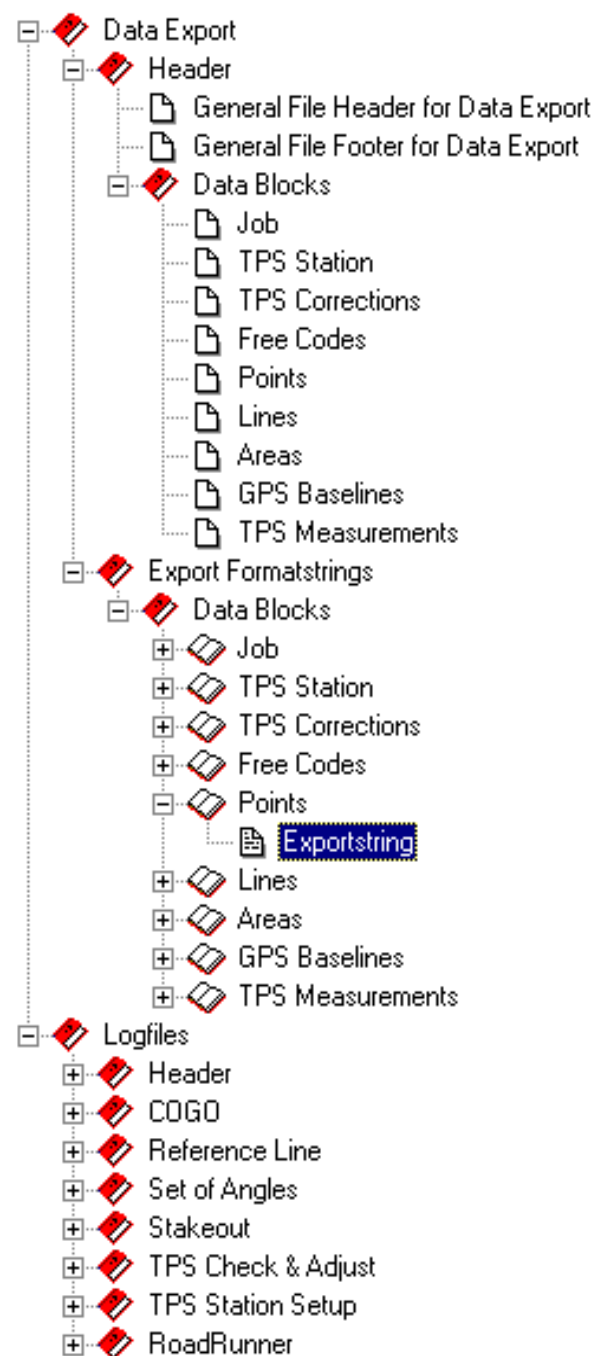 Data Export
Header
General File Header for Data Export
General File Footer for Data Export
Data Blocks
Job
TPS Station
TPS Corrections
Free Codes
Points
Lines
Areas
GPS Baselines
TPS Measurements
Export Formatstrings
Data Blocks
Job
TPS Station
TPS Corrections
Free Codes
Points
Exportstring
Lines
Areas
GPS Baselines
TPS Measurements
Logfiles
Header
COGO
Reference Line
Set of Angles
Stakeout
TPS Check & Adjust
TPS Station Setup
RoadRunner